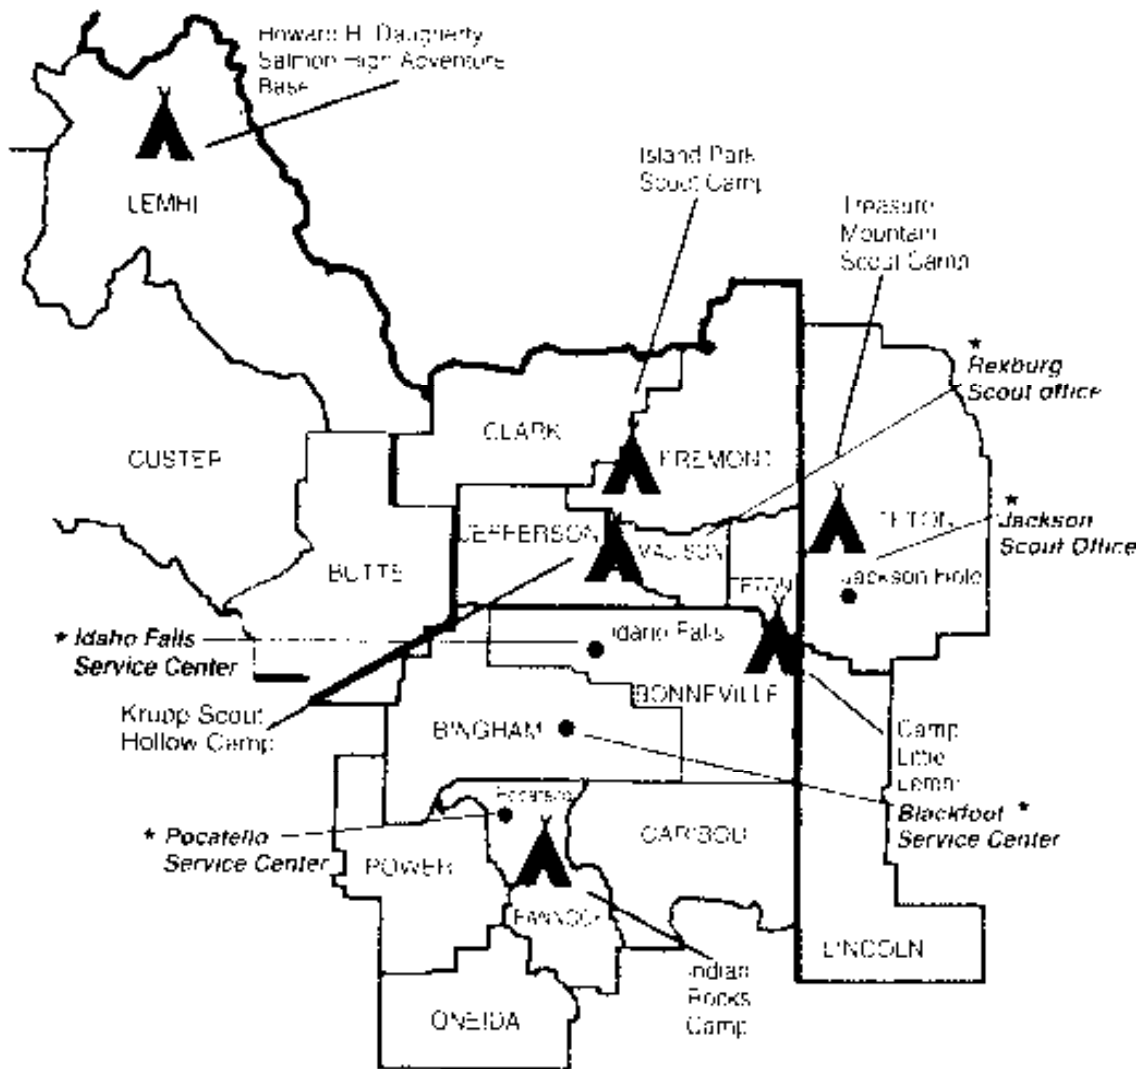 Howard H. Daugherty
Salmon High Adventure
Base
Island Park
Scout Camp
LEMHI
Treasure
Mountain
Scout Camp
*
Rexburg
Scout office
CLARK
CUSTER
FREMONT
*
Jackson
Scout Office
TETON
JEFFERSON
MADISON
BUTTE
TETON
Jackson Hole
* Idaho Falls
Service Center
Idaho Falls
BONNEVILLE
Krupp Scout
Hollow Camp
BINGHAM
Camp
Little
Lemhi
Pocatello
Blackfoot *
Service Center
* Pocatello
Service Center
CARIBOU
POWER
BANNOCK
LINCOLN
Indian
Rocks
Camp
ONEIDA